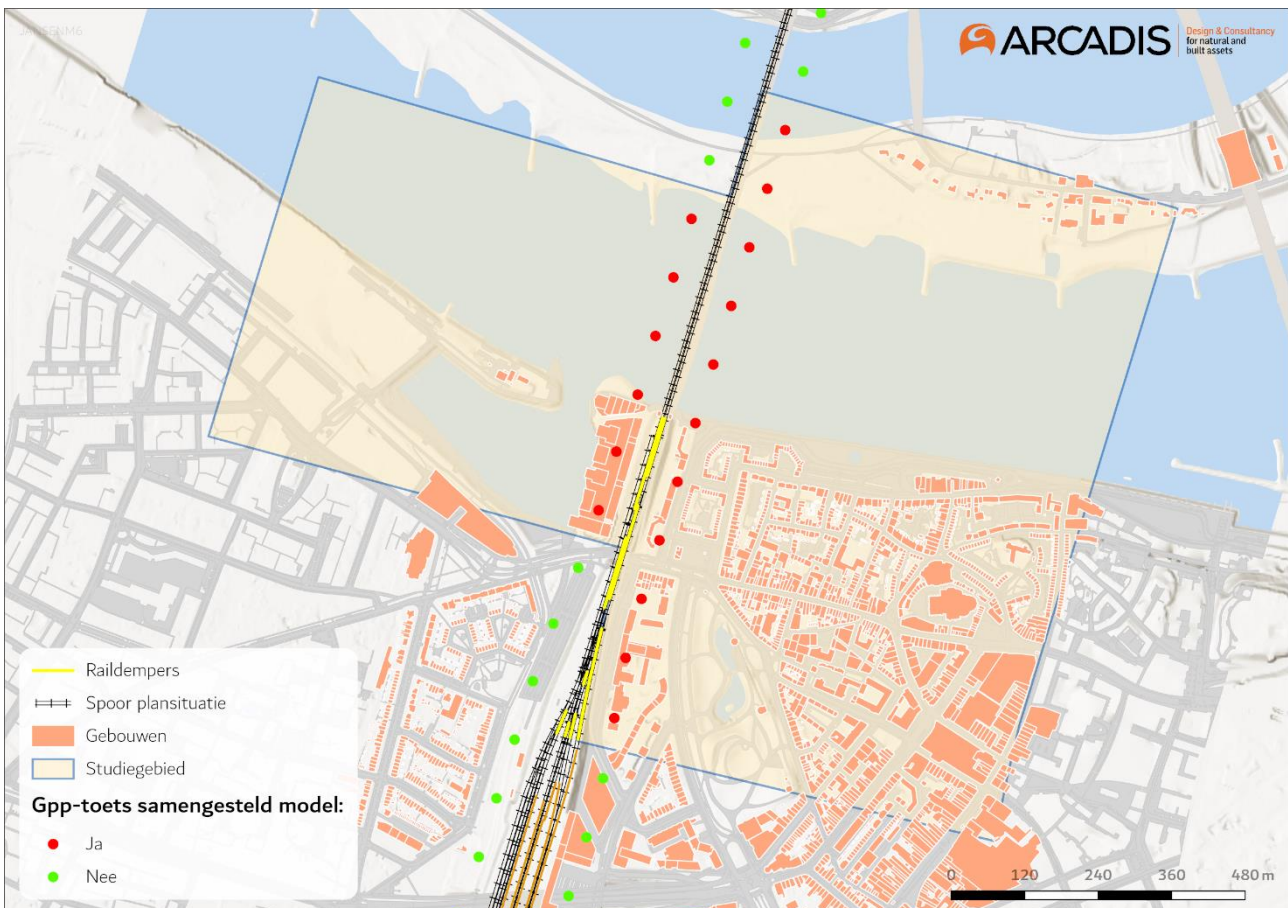 JANSENM6
ARCADIS
Design & Consultancy
for natural and
built assets
Raildempers
Spoor plansituatie
Gebouwen
Studiegebied
Gpp-toets samengesteld model:
Ja
Nee
0 120 240 360 480 m